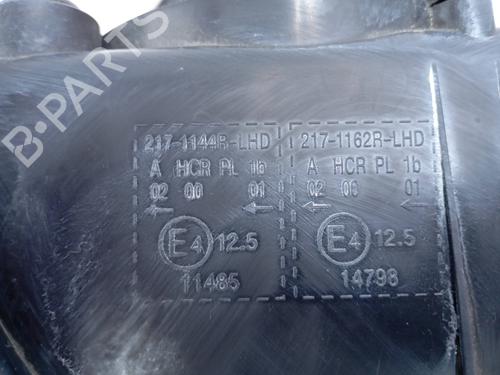 217-1144R-LHD
A HCR PL 1b
02 00 01
← ←
E4 12.5
11485
217-1162R-LHD
A HCR PL 1b
02 00 01
← ←
E4 12.5
14798
B-PARTS